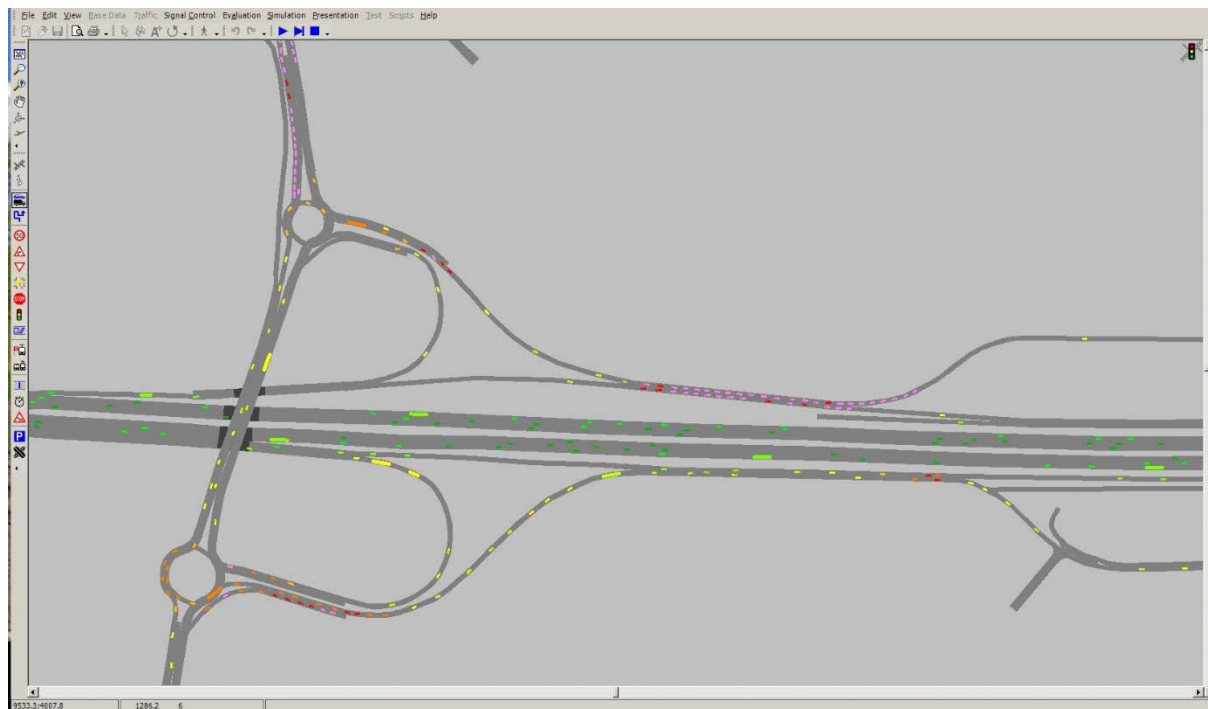 File Edit View Base Data Traffic Signal Control Evaluation Simulation Presentation Test Scripts Help
STOP
P
9533.3:4007.8 1286.2 6